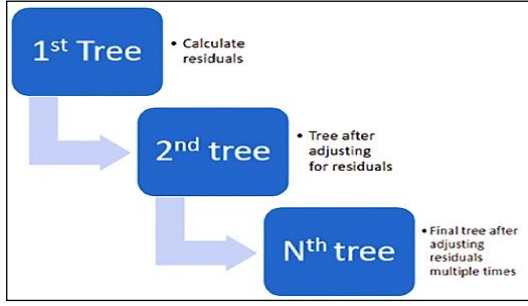 1st Tree
• Calculate
residuals
2nd tree
• Tree after
adjusting
for residuals
Nth tree
• Final tree after
adjusting
residuals
multiple times